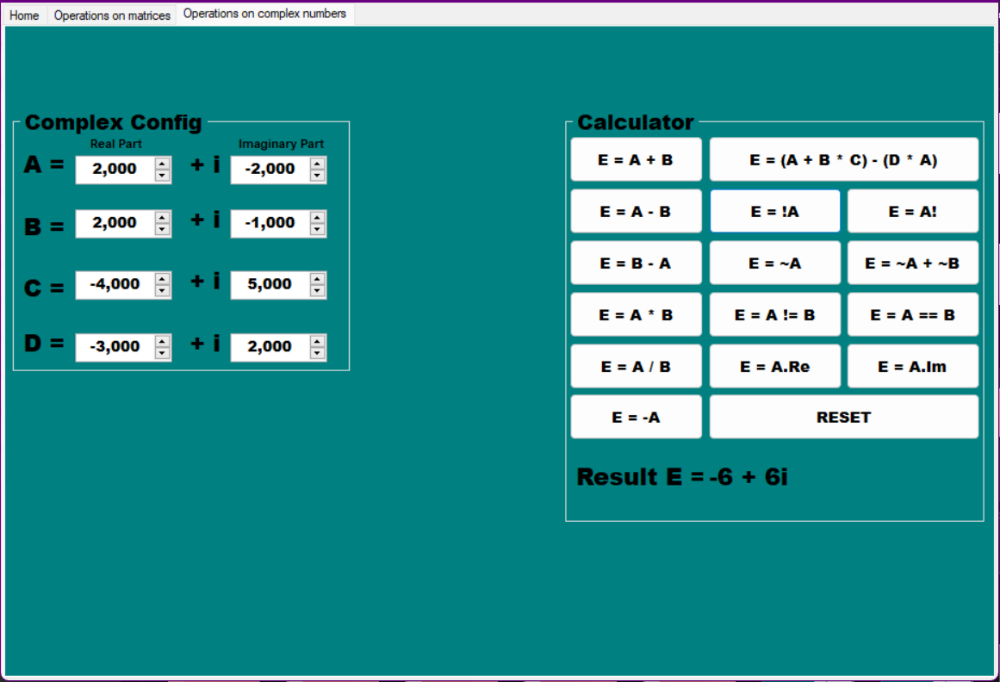 Home Operations on matrices Operations on complex numbers
Complex Config
Real Part Imaginary Part
A = 2,000 + i -2,000
B = 2,000 + i -1,000
C = -4,000 + i 5,000
D = -3,000 + i 2,000
Calculator
E = A + B E = (A + B * C) - (D * A)
E = A - B E = !A E = A!
E = B - A E = ~A E = ~A + ~B
E = A * B E = A != B E = A == B
E = A / B E = A.Re E = A.Im
E = -A RESET
Result E = -6 + 6i